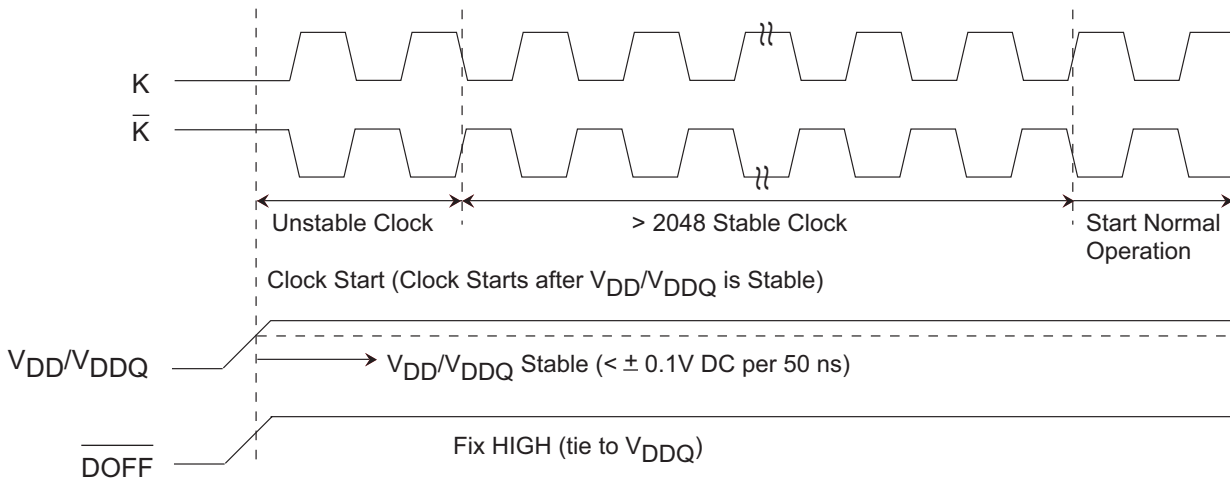 K
K̅
Unstable Clock
> 2048 Stable Clock
Start Normal
Operation
Clock Start (Clock Starts after VDD/VDDQ is Stable)
VDD/VDDQ
VDD/VDDQ Stable (< ± 0.1V DC per 50 ns)
Fix HIGH (tie to VDDQ)
D̅O̅F̅F̅